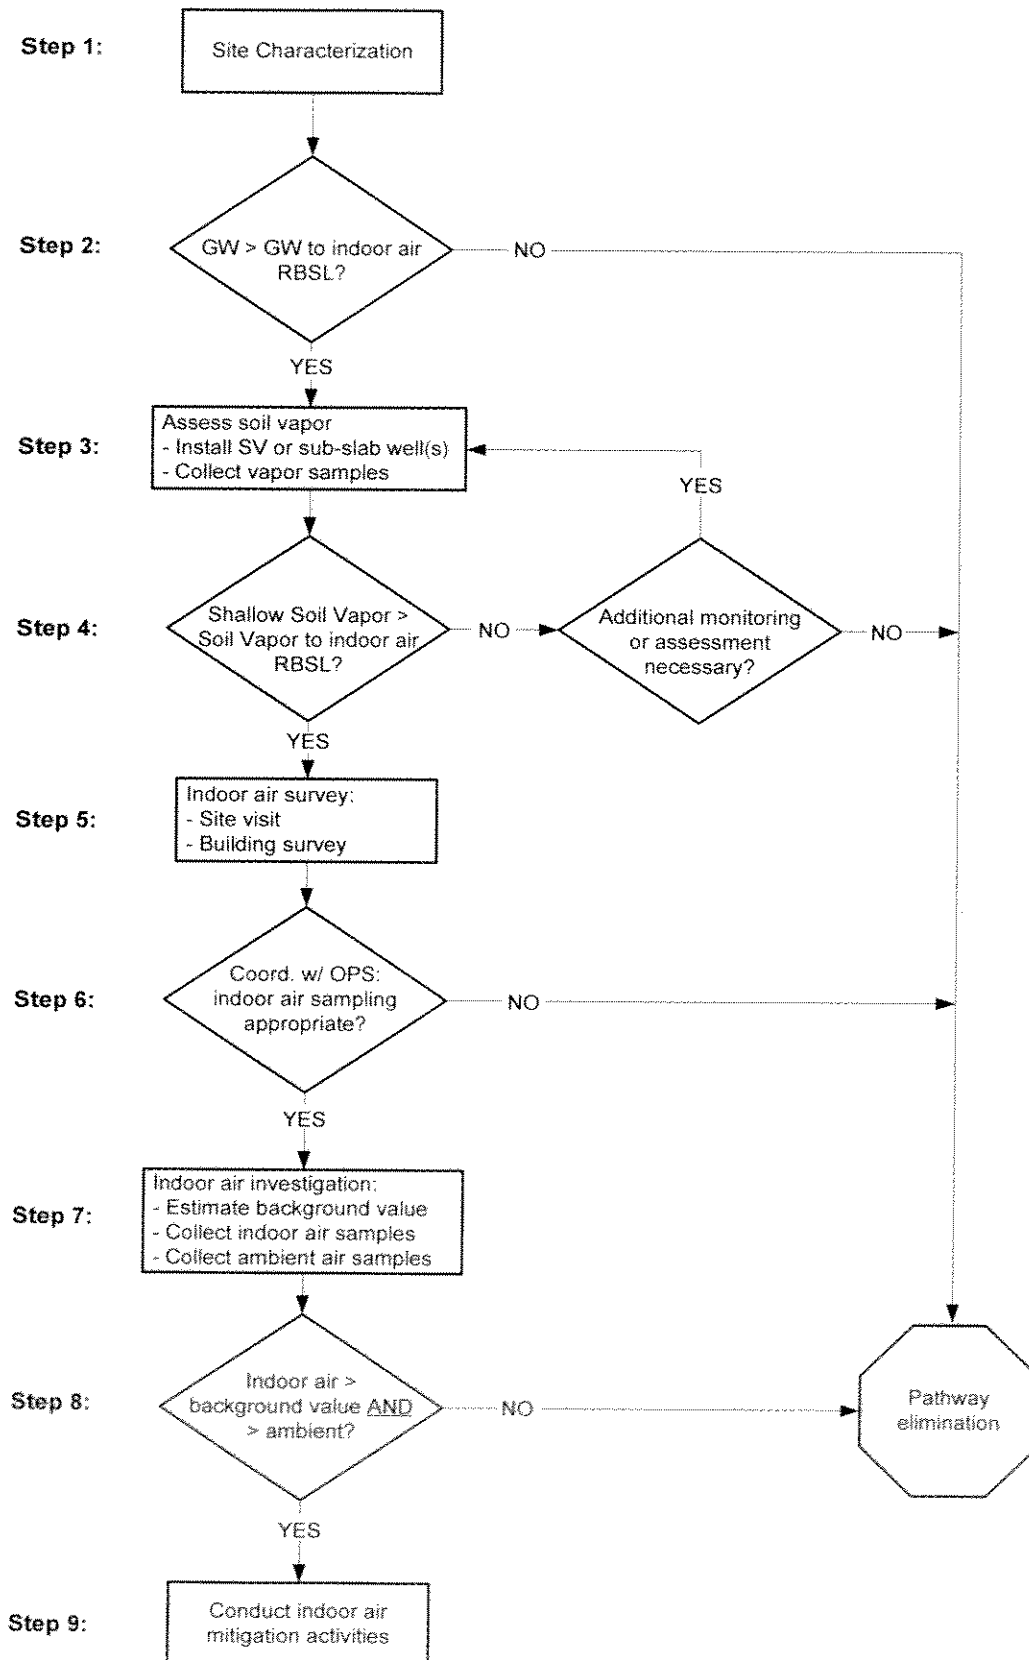 Step 1:
Site Characterization
Step 2:
GW > GW to indoor air
RBSL?
NO
YES
Step 3:
Assess soil vapor
- Install SV or sub-slab well(s)
- Collect vapor samples
YES
Step 4:
Shallow Soil Vapor >
Soil Vapor to indoor air
RBSL?
NO
Additional monitoring
or assessment
necessary?
NO
YES
Step 5:
Indoor air survey:
- Site visit
- Building survey
Step 6:
Coord. w/ OPS:
indoor air sampling
appropriate?
NO
YES
Step 7:
Indoor air investigation:
- Estimate background value
- Collect indoor air samples
- Collect ambient air samples
Step 8:
Indoor air >
background value AND
> ambient?
NO
Pathway
elimination
YES
Step 9:
Conduct indoor air
mitigation activities